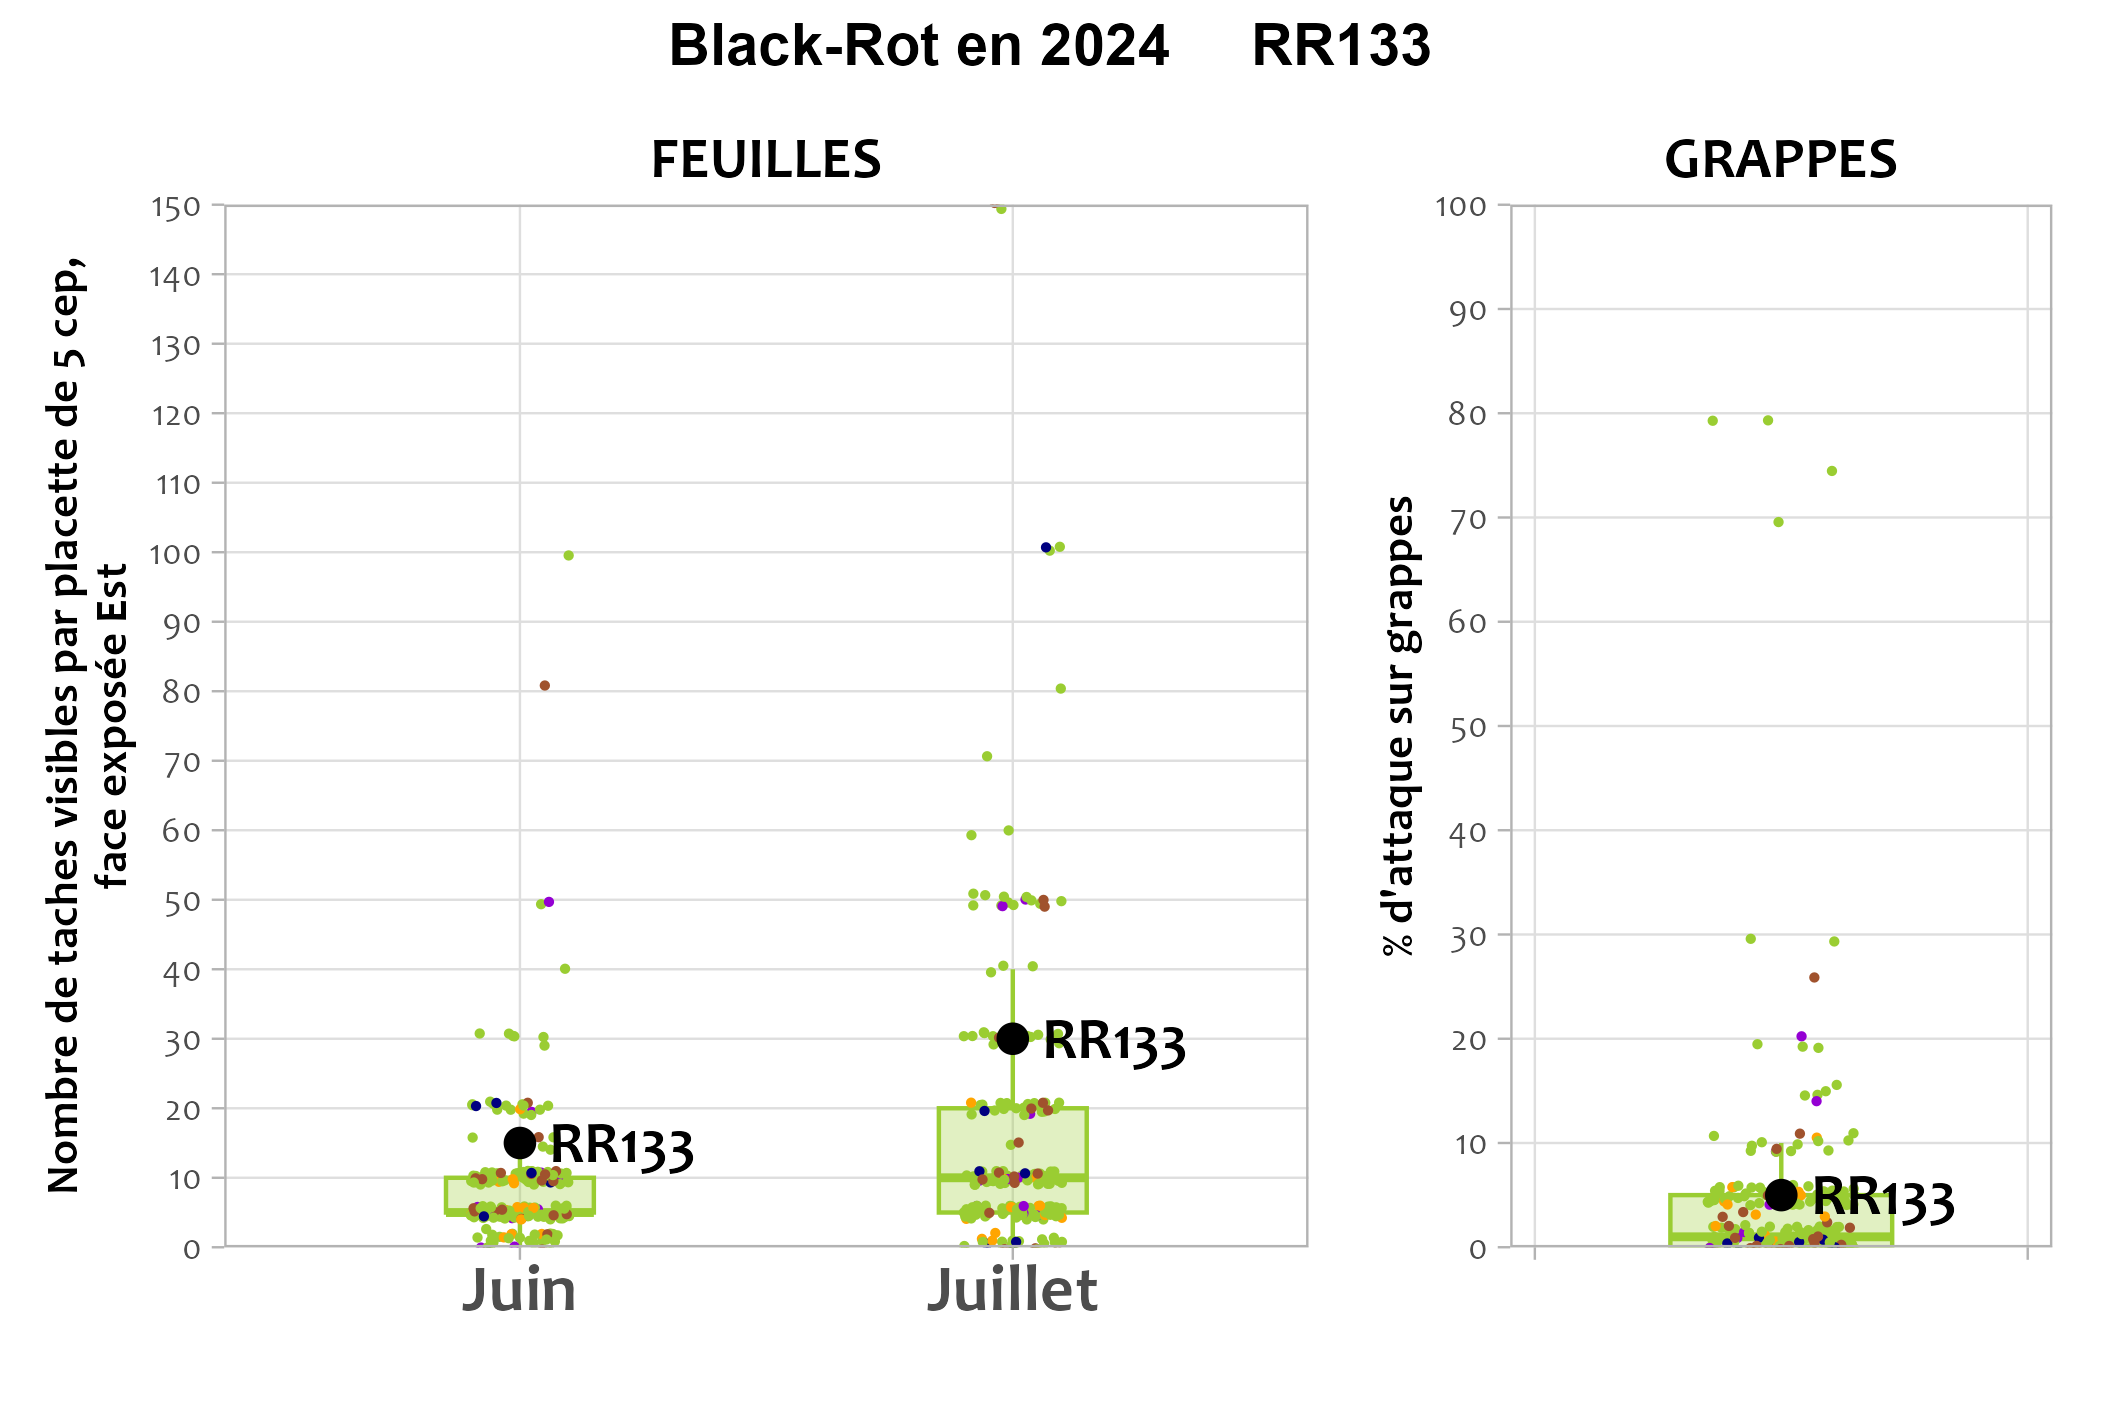 Black-Rot en 2024 RR133
FEUILLES
Nombre de taches visibles par placette de 5 cep,
face exposée Est
150
140
130
120
110
100
90
80
70
60
50
40
30
20
10
0
RR133
RR133
Juin
Juillet
GRAPPES
% d'attaque sur grappes
100
90
80
70
60
50
40
30
20
10
0
RR133